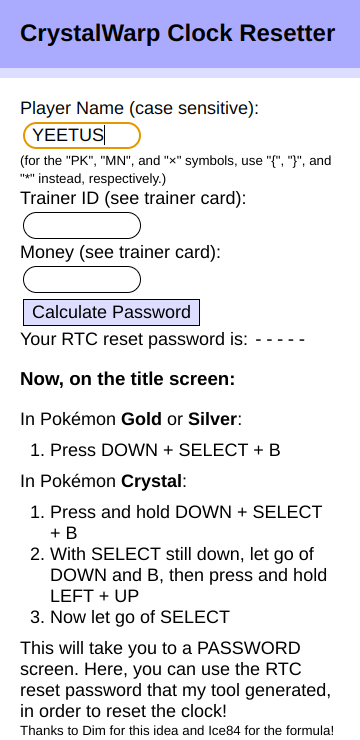 CrystalWarp Clock Resetter
Player Name (case sensitive):
YEETUS
(for the "PK", "MN", and "×" symbols, use "{", "}", and
"*" instead, respectively.)
Trainer ID (see trainer card):
Money (see trainer card):
Calculate Password
Your RTC reset password is: - - - - -
Now, on the title screen:
In Pokémon Gold or Silver:
1. Press DOWN + SELECT + B
In Pokémon Crystal:
1. Press and hold DOWN + SELECT
+ B
2. With SELECT still down, let go of
DOWN and B, then press and hold
LEFT + UP
3. Now let go of SELECT
This will take you to a PASSWORD
screen. Here, you can use the RTC
reset password that my tool generated,
in order to reset the clock!
Thanks to Dim for this idea and Ice84 for the formula!